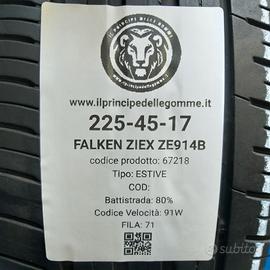 IL PRINCIPE DELLE GOMME
www.ilprincipedellegomme.it
225-45-17
FALKEN ZIEX ZE914B
codice prodotto: 67218
Tipo: ESTIVE
COD:
Battistrada: 80%
Codice Velocità: 91W
FILA: 71
subito